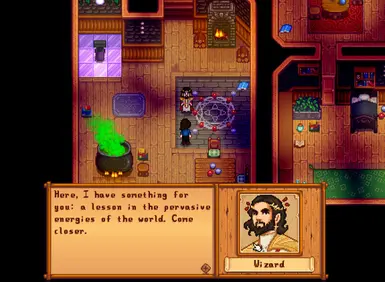 Here, I have something for
you: a lesson in the pervasive
energies of the world. Come
closer.
Wizard